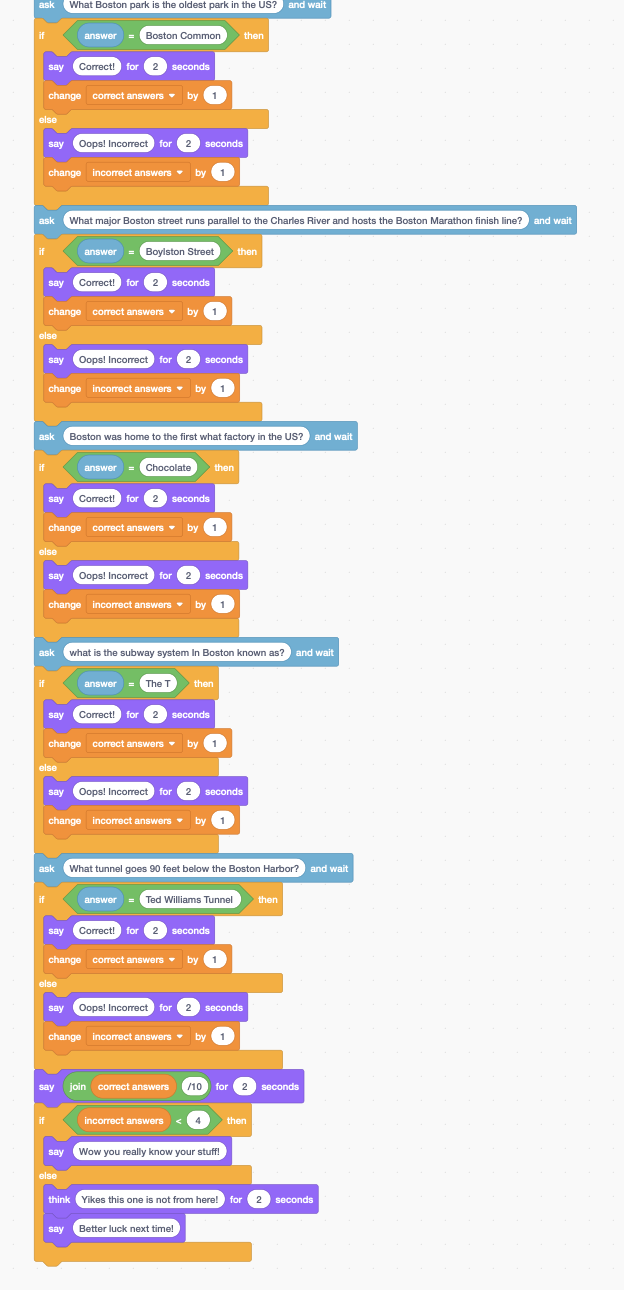 ask What Boston park is the oldest park in the US? and wait
if answer = Boston Common then
say Correct! for 2 seconds
change correct answers by 1
else
say Oops! Incorrect for 2 seconds
change incorrect answers by 1
ask What major Boston street runs parallel to the Charles River and hosts the Boston Marathon finish line? and wait
if answer = Boylston Street then
say Correct! for 2 seconds
change correct answers by 1
else
say Oops! Incorrect for 2 seconds
change incorrect answers by 1
ask Boston was home to the first what factory in the US? and wait
if answer = Chocolate then
say Correct! for 2 seconds
change correct answers by 1
else
say Oops! Incorrect for 2 seconds
change incorrect answers by 1
ask what is the subway system In Boston known as? and wait
if answer = The T then
say Correct! for 2 seconds
change correct answers by 1
else
say Oops! Incorrect for 2 seconds
change incorrect answers by 1
ask What tunnel goes 90 feet below the Boston Harbor? and wait
if answer = Ted Williams Tunnel then
say Correct! for 2 seconds
change correct answers by 1
else
say Oops! Incorrect for 2 seconds
change incorrect answers by 1
say join correct answers /10 for 2 seconds
if incorrect answers < 4 then
say Wow you really know your stuff!
else
think Yikes this one is not from here! for 2 seconds
say Better luck next time!